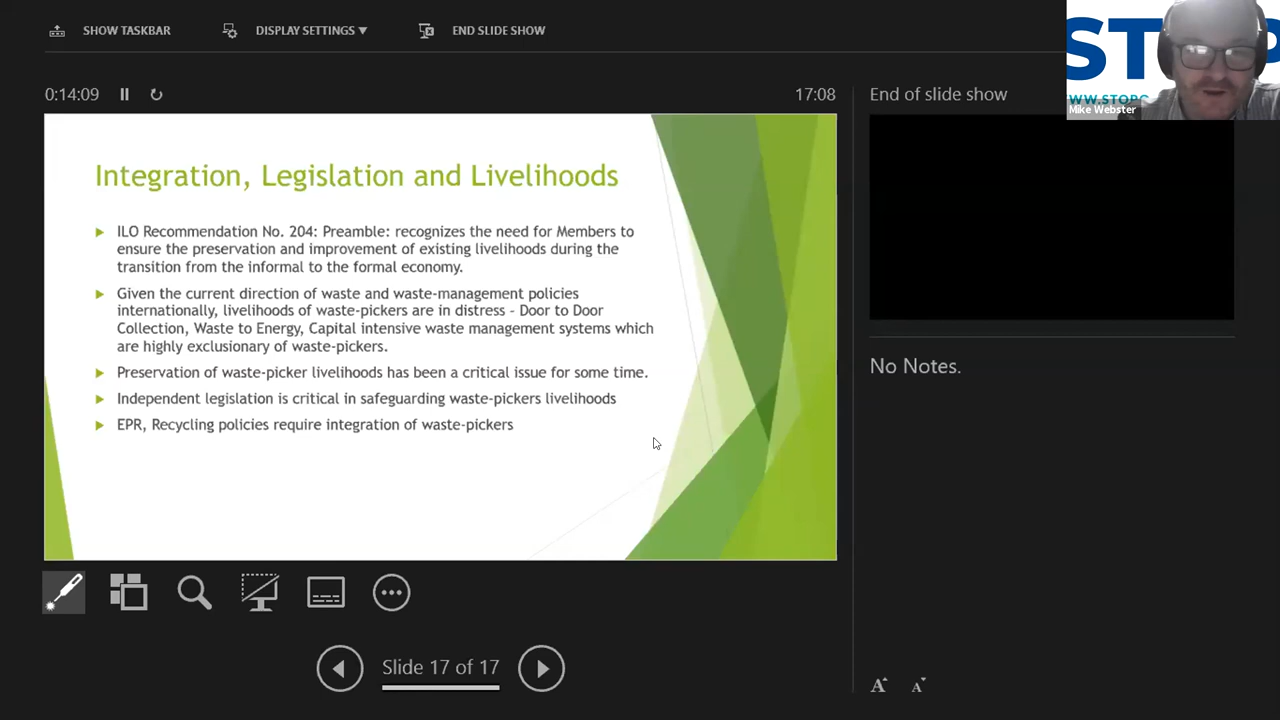 SHOW TASKBAR
DISPLAY SETTINGS ▼
END SLIDE SHOW
0:14:09
17:08
End of slide show
WWW.STOPC
Mike Webster
Integration, Legislation and Livelihoods
ILO Recommendation No. 204: Preamble: recognizes the need for Members to
ensure the preservation and improvement of existing livelihoods during the
transition from the informal to the formal economy.
Given the current direction of waste and waste-management policies
internationally, livelihoods of waste-pickers are in distress - Door to Door
Collection, Waste to Energy, Capital intensive waste management systems which
are highly exclusionary of waste-pickers.
Preservation of waste-picker livelihoods has been a critical issue for some time.
Independent legislation is critical in safeguarding waste-pickers livelihoods
EPR, Recycling policies require integration of waste-pickers
No Notes.
Slide 17 of 17
A A